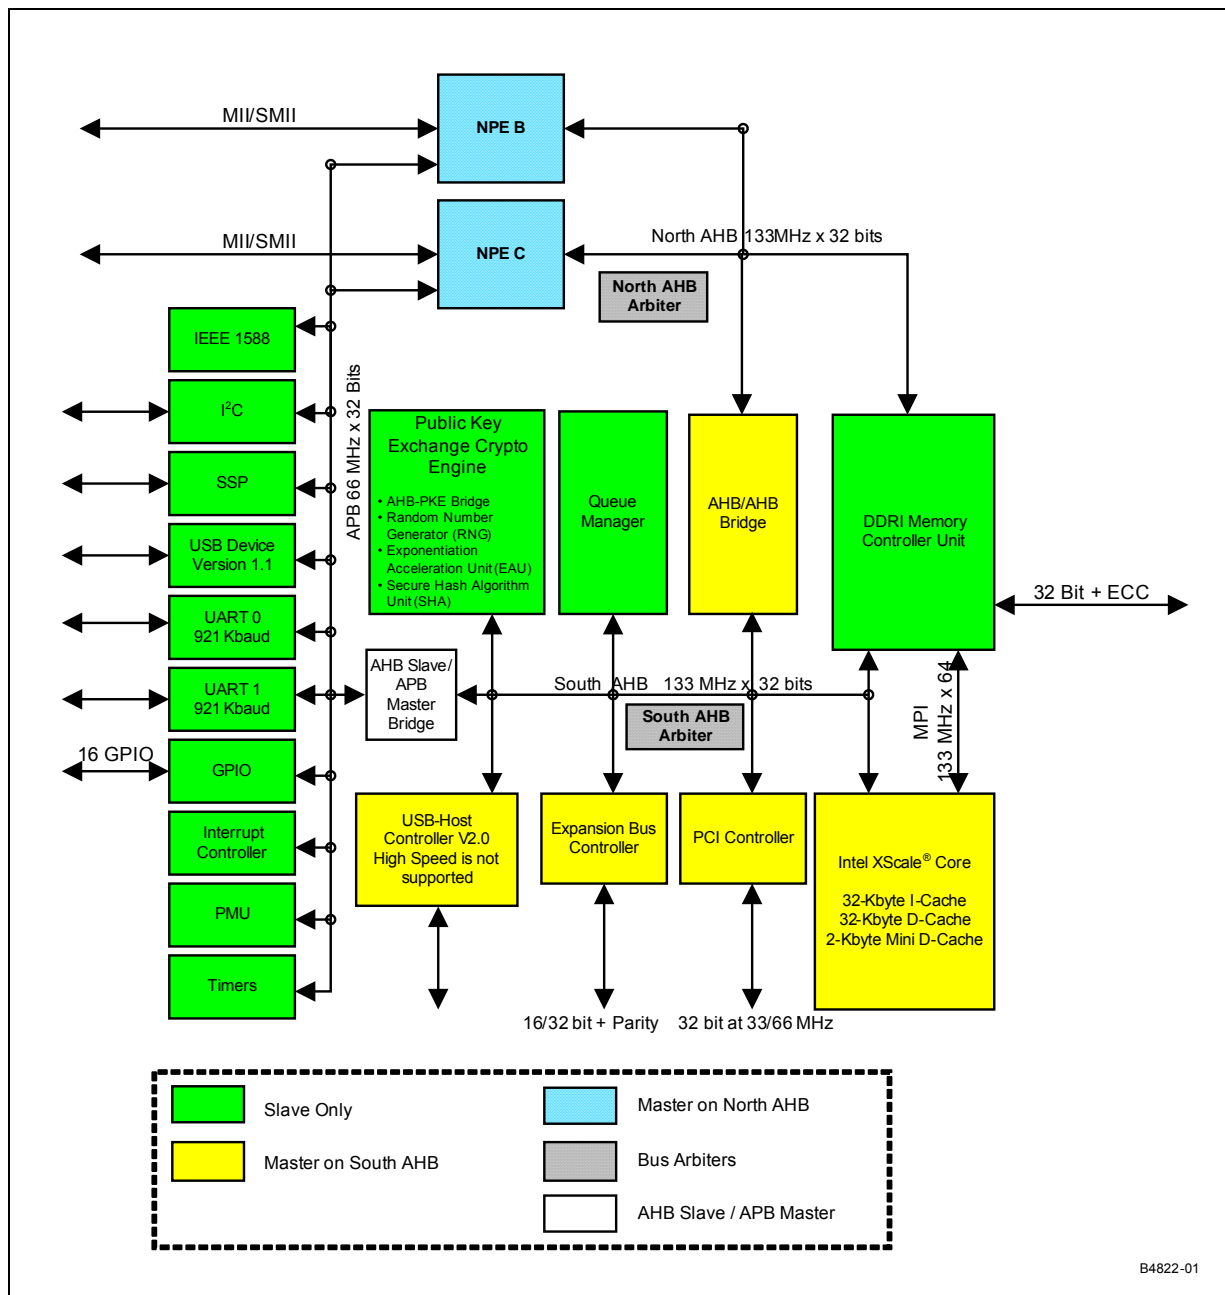 MII/SMII
NPE B
MII/SMII
NPE C
North AHB 133MHz x 32 bits
North AHB
Arbiter
IEEE 1588
I²C
SSP
USB Device
Version 1.1
UART 0
921 Kbaud
UART 1
921 Kbaud
16 GPIO
GPIO
Interrupt
Controller
PMU
Timers
APB 66 MHz x 32 Bits
Public Key
Exchange Crypto
Engine
• AHB-PKE Bridge
• Random Number
Generator (RNG)
• Exponentiation
Acceleration Unit (EAU)
• Secure Hash Algorithm
Unit (SHA)
Queue
Manager
AHB/AHB
Bridge
DDRI Memory
Controller Unit
32 Bit + ECC
AHB Slave/
APB
Master
Bridge
South AHB 133 MHz x 32 bits
South AHB
Arbiter
MPI
133 MHz x 64
USB-Host
Controller V2.0
High Speed is not
supported
Expansion Bus
Controller
PCI Controller
Intel XScale® Core
32-Kbyte I-Cache
32-Kbyte D-Cache
2-Kbyte Mini D-Cache
16/32 bit + Parity
32 bit at 33/66 MHz
Slave Only
Master on North AHB
Master on South AHB
Bus Arbiters
AHB Slave / APB Master
B4822-01